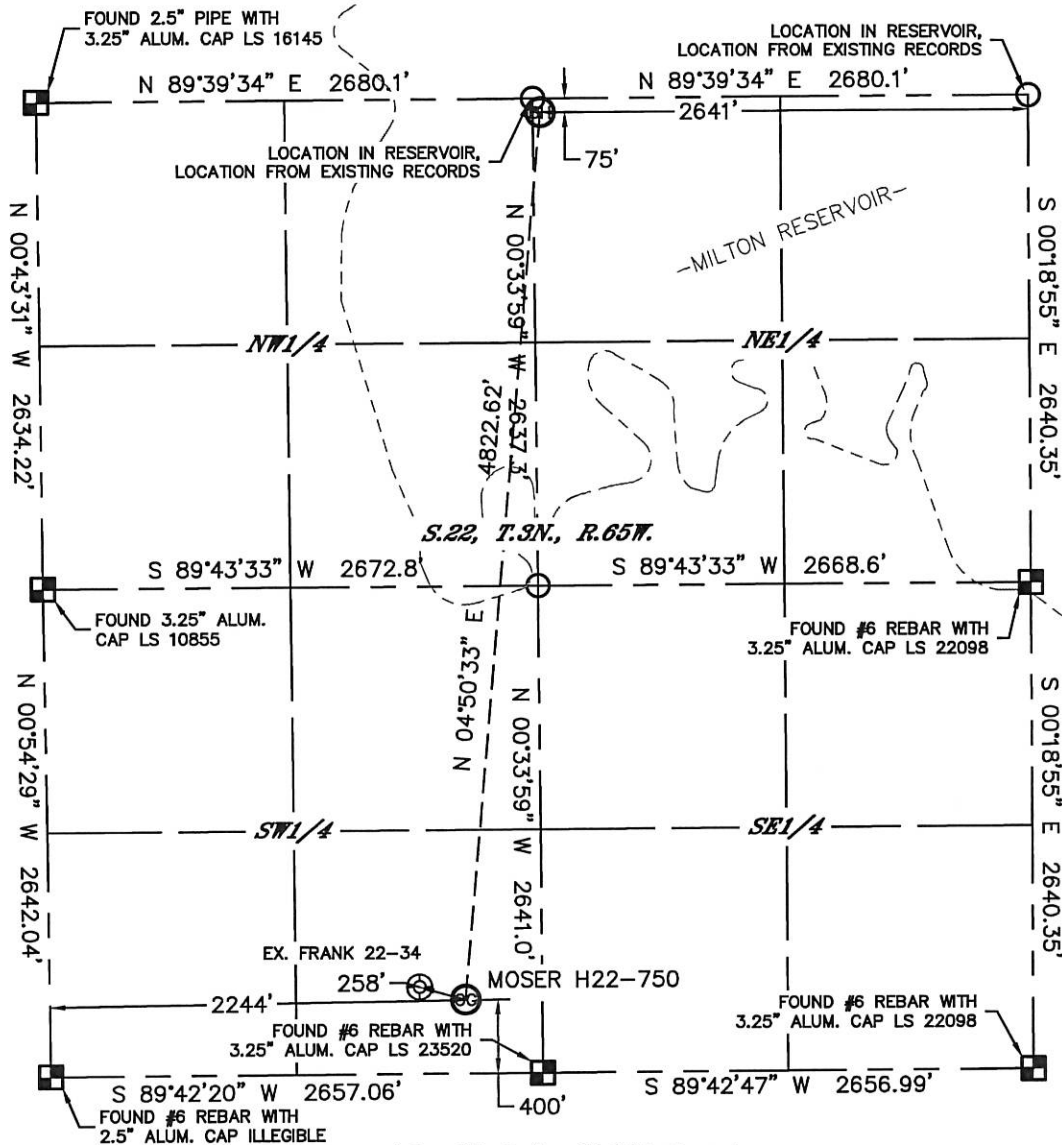 FOUND 2.5" PIPE WITH
3.25" ALUM. CAP LS 16145
LOCATION IN RESERVOIR,
LOCATION FROM EXISTING RECORDS
N 89°39'34" E 2680.1'
N 89°39'34" E 2680.1'
2641'
LOCATION IN RESERVOIR,
LOCATION FROM EXISTING RECORDS
75'
-MILTON RESERVOIR-
N 00°43'31" W 2634.22'
N 00°33'59" W 2637.3'
S 00°18'55" E 2640.35'
NW1/4
NE1/4
4822.62'
S.22, T.3N., R.65W.
S 89°43'33" W 2672.8'
S 89°43'33" W 2668.6'
FOUND 3.25" ALUM.
CAP LS 10855
FOUND #6 REBAR WITH
3.25" ALUM. CAP LS 22098
N 04°50'33" E
N 00°54'29" W 2642.04'
N 00°33'59" W 2641.0'
S 00°18'55" E 2640.35'
SW1/4
SE1/4
EX. FRANK 22-34
258'
MOSER H22-750
2244'
FOUND #6 REBAR WITH
3.25" ALUM. CAP LS 23520
FOUND #6 REBAR WITH
3.25" ALUM. CAP LS 22098
S 89°42'20" W 2657.06'
S 89°42'47" W 2656.99'
400'
FOUND #6 REBAR WITH
2.5" ALUM. CAP ILLEGIBLE